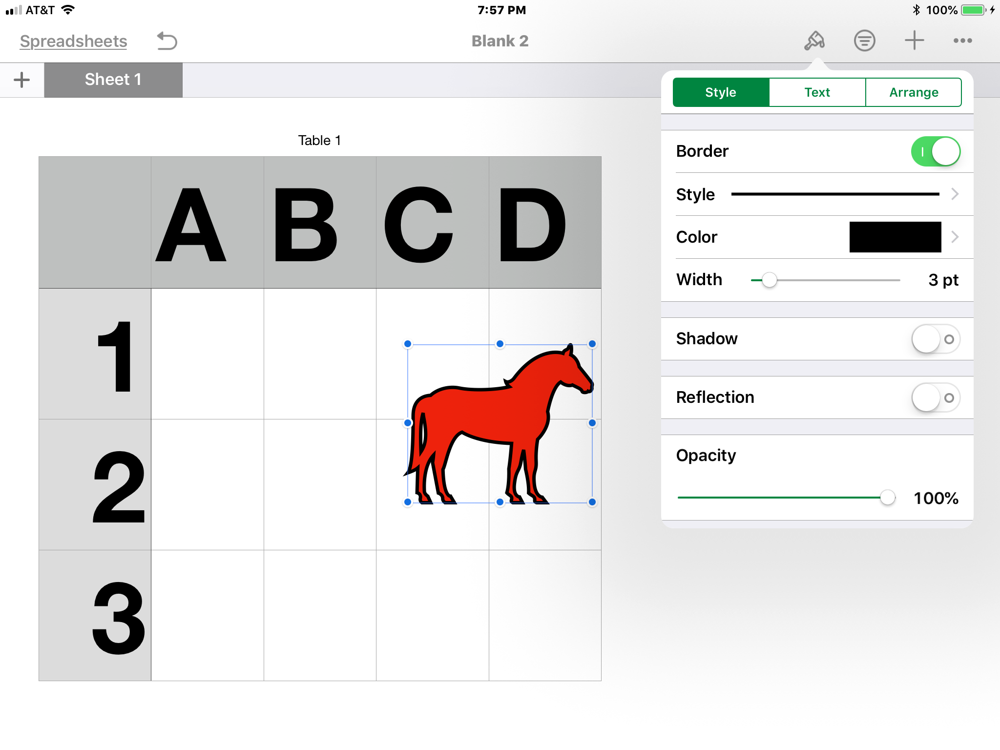 AT&T 7:57 PM 100%
Spreadsheets Blank 2
Sheet 1
Style Text Arrange
Table 1
A B C D
1
2
3
Border
Style
Color
Width 3 pt
Shadow
Reflection
Opacity
100%